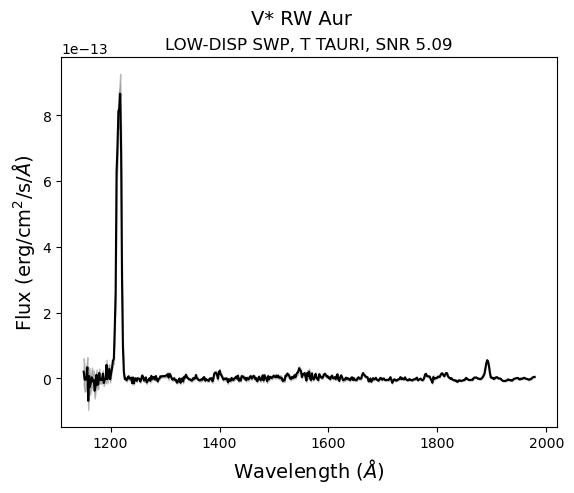 V* RW Aur
LOW-DISP SWP, T TAURI, SNR 5.09
1e−13
8
6
4
2
0
Flux (erg/cm²/s/Å)
1200 1400 1600 1800 2000
Wavelength (Å)